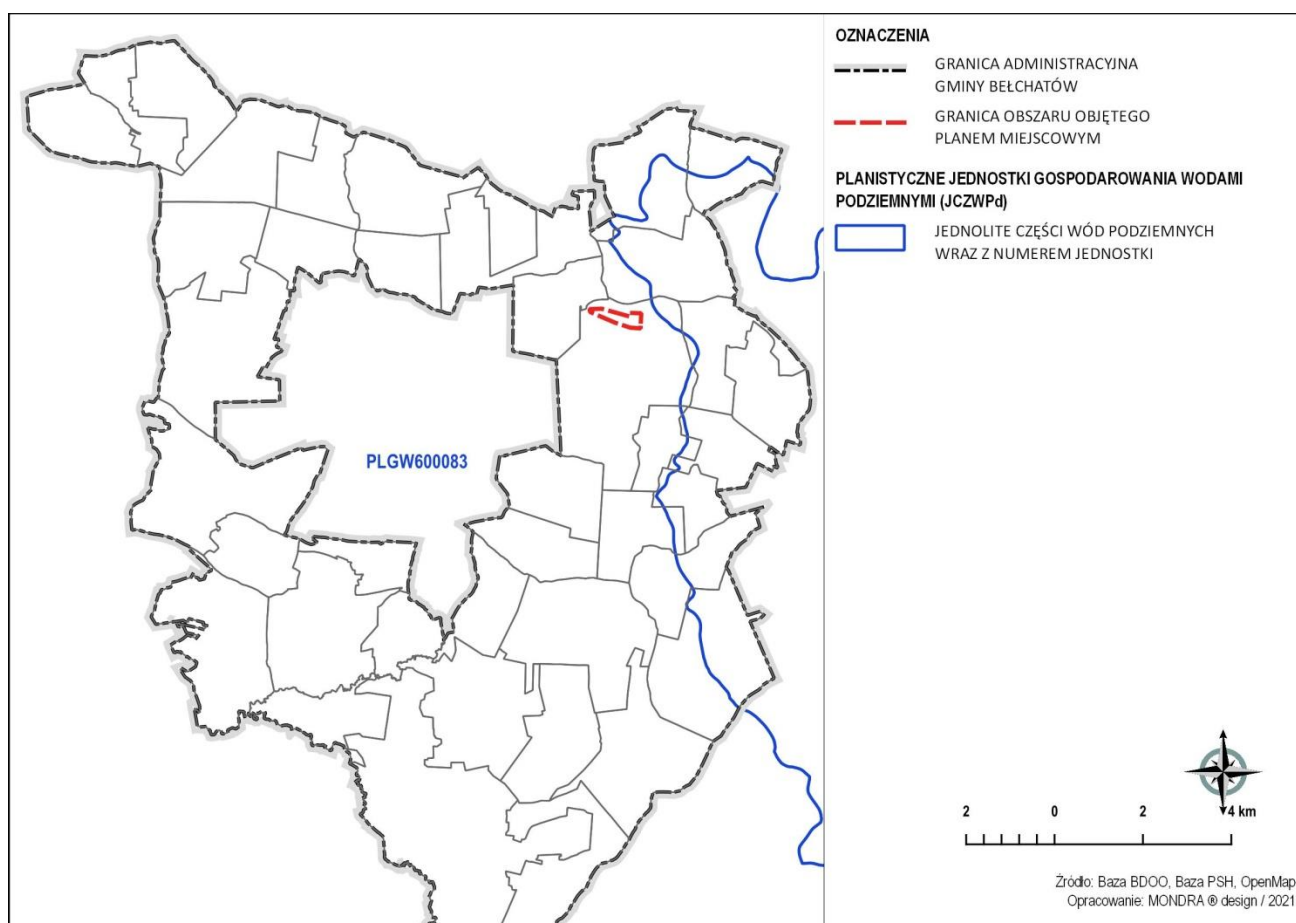 OZNACZENIA
GRANICA ADMINISTRACYJNA
GMINY BEŁCHATÓW
GRANICA OBSZARU OBJĘTEGO
PLANEM MIEJSCOWYM
PLANISTYCZNE JEDNOSTKI GOSPODAROWANIA WODAMI
PODZIEMNYMI (JCZWPd)
JEDNOLITE CZĘŚCI WÓD PODZIEMNYCH
WRAZ Z NUMEREM JEDNOSTKI
PLGW600083
2 0 2 4 km
Źródło: Baza BDOO, Baza PSH, OpenMap
Opracowanie: MONDRA ® design / 2021